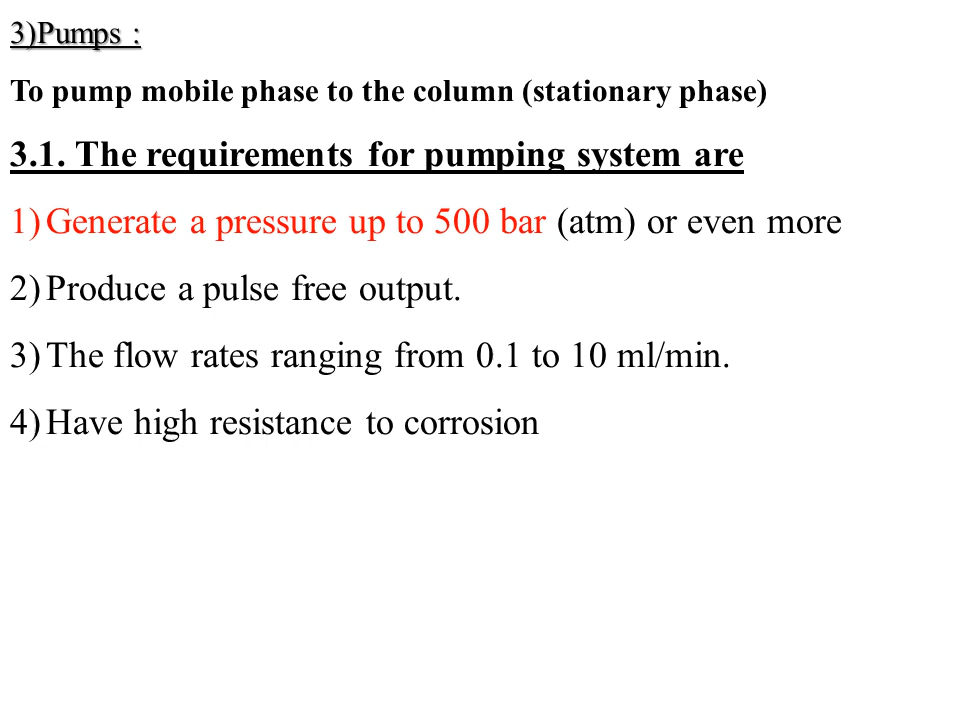 3)Pumps :
To pump mobile phase to the column (stationary phase)
3.1. The requirements for pumping system are
1) Generate a pressure up to 500 bar (atm) or even more
2) Produce a pulse free output.
3) The flow rates ranging from 0.1 to 10 ml/min.
4) Have high resistance to corrosion